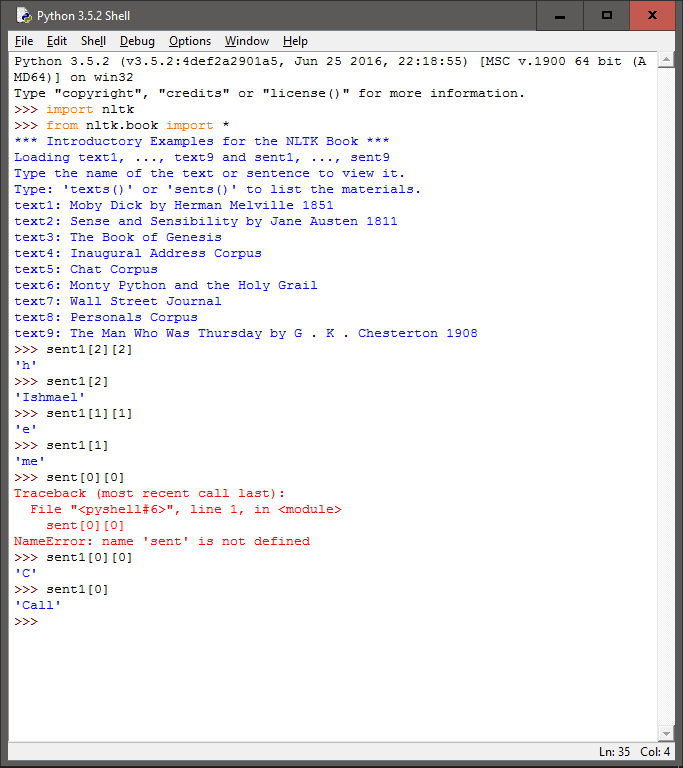 Python 3.5.2 Shell
File Edit Shell Debug Options Window Help
Python 3.5.2 (v3.5.2:4def2a2901a5, Jun 25 2016, 22:18:55) [MSC v.1900 64 bit (A
MD64)] on win32
Type "copyright", "credits" or "license()" for more information.
>>> import nltk
>>> from nltk.book import *
*** Introductory Examples for the NLTK Book ***
Loading text1, ..., text9 and sent1, ..., sent9
Type the name of the text or sentence to view it.
Type: 'texts()' or 'sents()' to list the materials.
text1: Moby Dick by Herman Melville 1851
text2: Sense and Sensibility by Jane Austen 1811
text3: The Book of Genesis
text4: Inaugural Address Corpus
text5: Chat Corpus
text6: Monty Python and the Holy Grail
text7: Wall Street Journal
text8: Personals Corpus
text9: The Man Who Was Thursday by G . K . Chesterton 1908
>>> sent1[2][2]
'h'
>>> sent1[2]
'Ishmael'
>>> sent1[1][1]
'e'
>>> sent1[1]
'me'
>>> sent[0][0]
Traceback (most recent call last):
  File "<pyshell#6>", line 1, in <module>
    sent[0][0]
NameError: name 'sent' is not defined
>>> sent1[0][0]
'C'
>>> sent1[0]
'Call'
>>>
Ln: 35 Col: 4